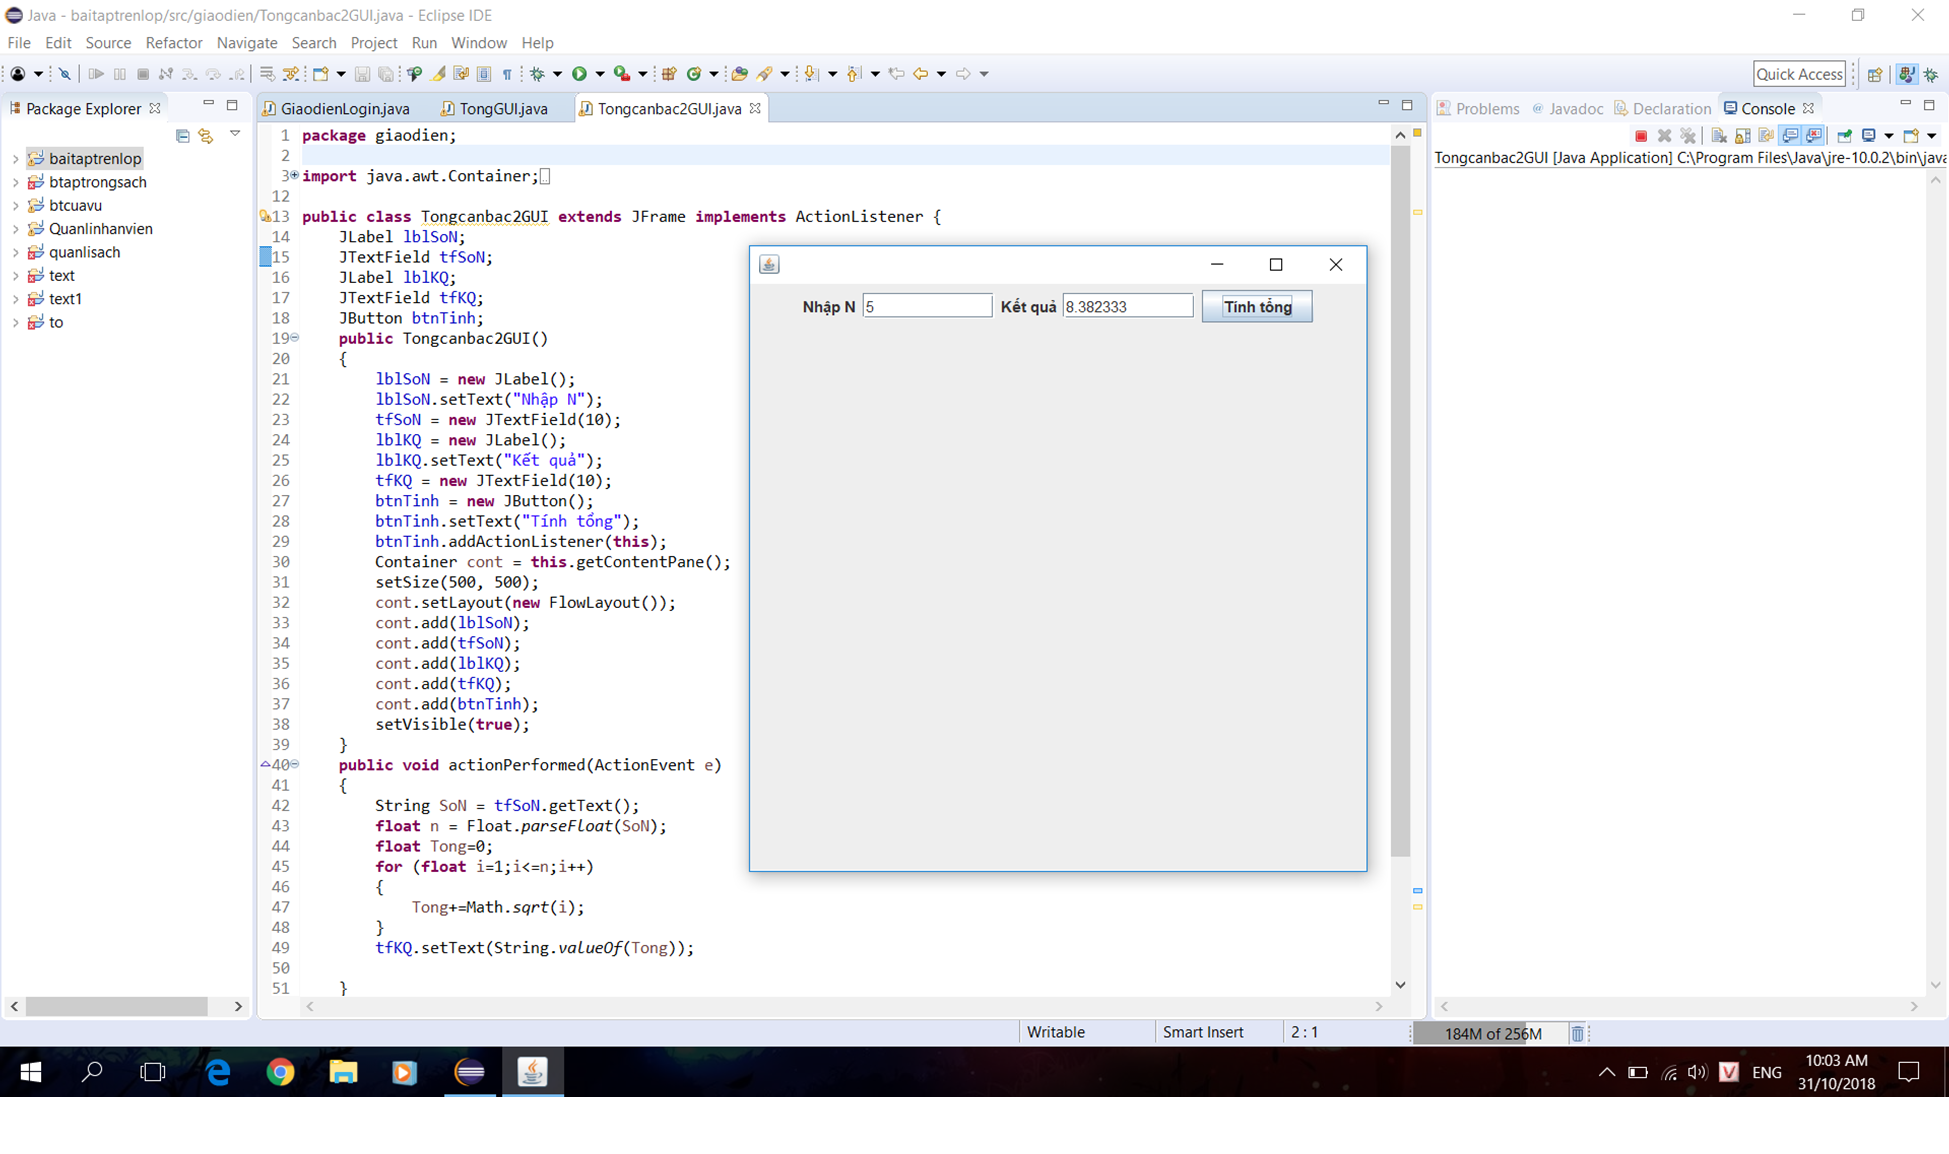 Java - baitaptrenlop/src/giaodien/Tongcanbac2GUI.java - Eclipse IDE
File Edit Source Refactor Navigate Search Project Run Window Help
Quick Access
Package Explorer
baitaptrenlop
btaptrongsach
btcuavu
Quanlinhanvien
quanlisach
text
text1
to
GiaodienLogin.java TongGUI.java Tongcanbac2GUI.java
1 package giaodien;
2
3 import java.awt.Container;
12
13 public class Tongcanbac2GUI extends JFrame implements ActionListener {
14 JLabel lblSoN;
15 JTextField tfSoN;
16 JLabel lblKQ;
17 JTextField tfKQ;
18 JButton btnTinh;
19 public Tongcanbac2GUI()
20 {
21 lblSoN = new JLabel();
22 lblSoN.setText("Nhập N");
23 tfSoN = new JTextField(10);
24 lblKQ = new JLabel();
25 lblKQ.setText("Kết quả");
26 tfKQ = new JTextField(10);
27 btnTinh = new JButton();
28 btnTinh.setText("Tính tổng");
29 btnTinh.addActionListener(this);
30 Container cont = this.getContentPane();
31 setSize(500, 500);
32 cont.setLayout(new FlowLayout());
33 cont.add(lblSoN);
34 cont.add(tfSoN);
35 cont.add(lblKQ);
36 cont.add(tfKQ);
37 cont.add(btnTinh);
38 setVisible(true);
39 }
40 public void actionPerformed(ActionEvent e)
41 {
42 String SoN = tfSoN.getText();
43 float n = Float.parseFloat(SoN);
44 float Tong=0;
45 for (float i=1;i<=n;i++)
46 {
47 Tong+=Math.sqrt(i);
48 }
49 tfKQ.setText(String.valueOf(Tong));
50
51 }
Nhập N 5 Kết quả 8.382333 Tính tổng
Problems @ Javadoc Declaration Console
Tongcanbac2GUI [Java Application] C:\Program Files\Java\jre-10.0.2\bin\java
Writable Smart Insert 2 : 1 184M of 256M
ENG
10:03 AM
31/10/2018